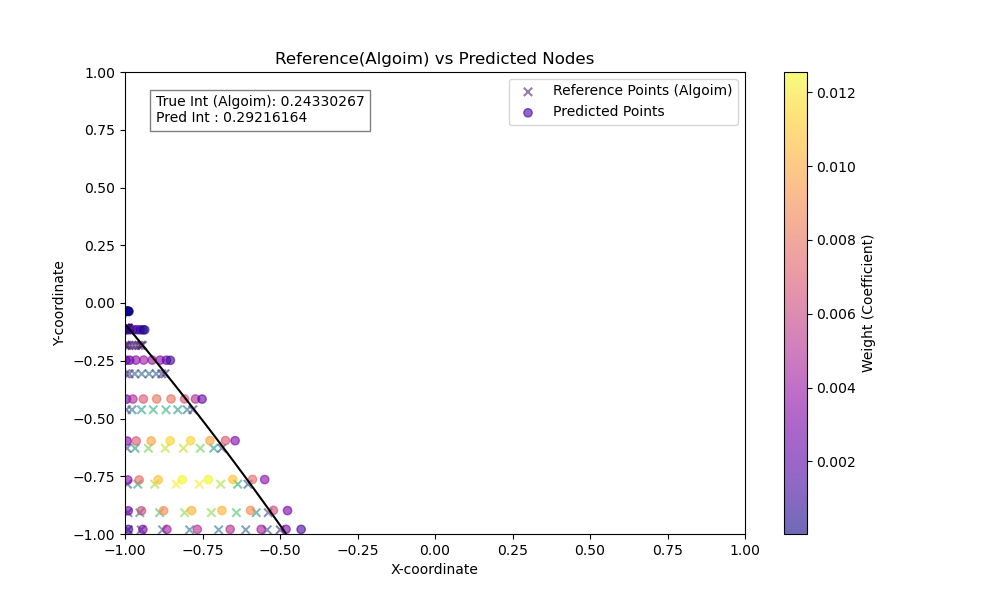 Reference(Algoim) vs Predicted Nodes
True Int (Algoim): 0.24330267
Pred Int : 0.29216164
Reference Points (Algoim)
Predicted Points
Y-coordinate
1.00
0.75
0.50
0.25
0.00
−0.25
−0.50
−0.75
−1.00
−1.00 −0.75 −0.50 −0.25 0.00 0.25 0.50 0.75 1.00
X-coordinate
0.012
0.010
0.008
0.006
0.004
0.002
Weight (Coefficient)